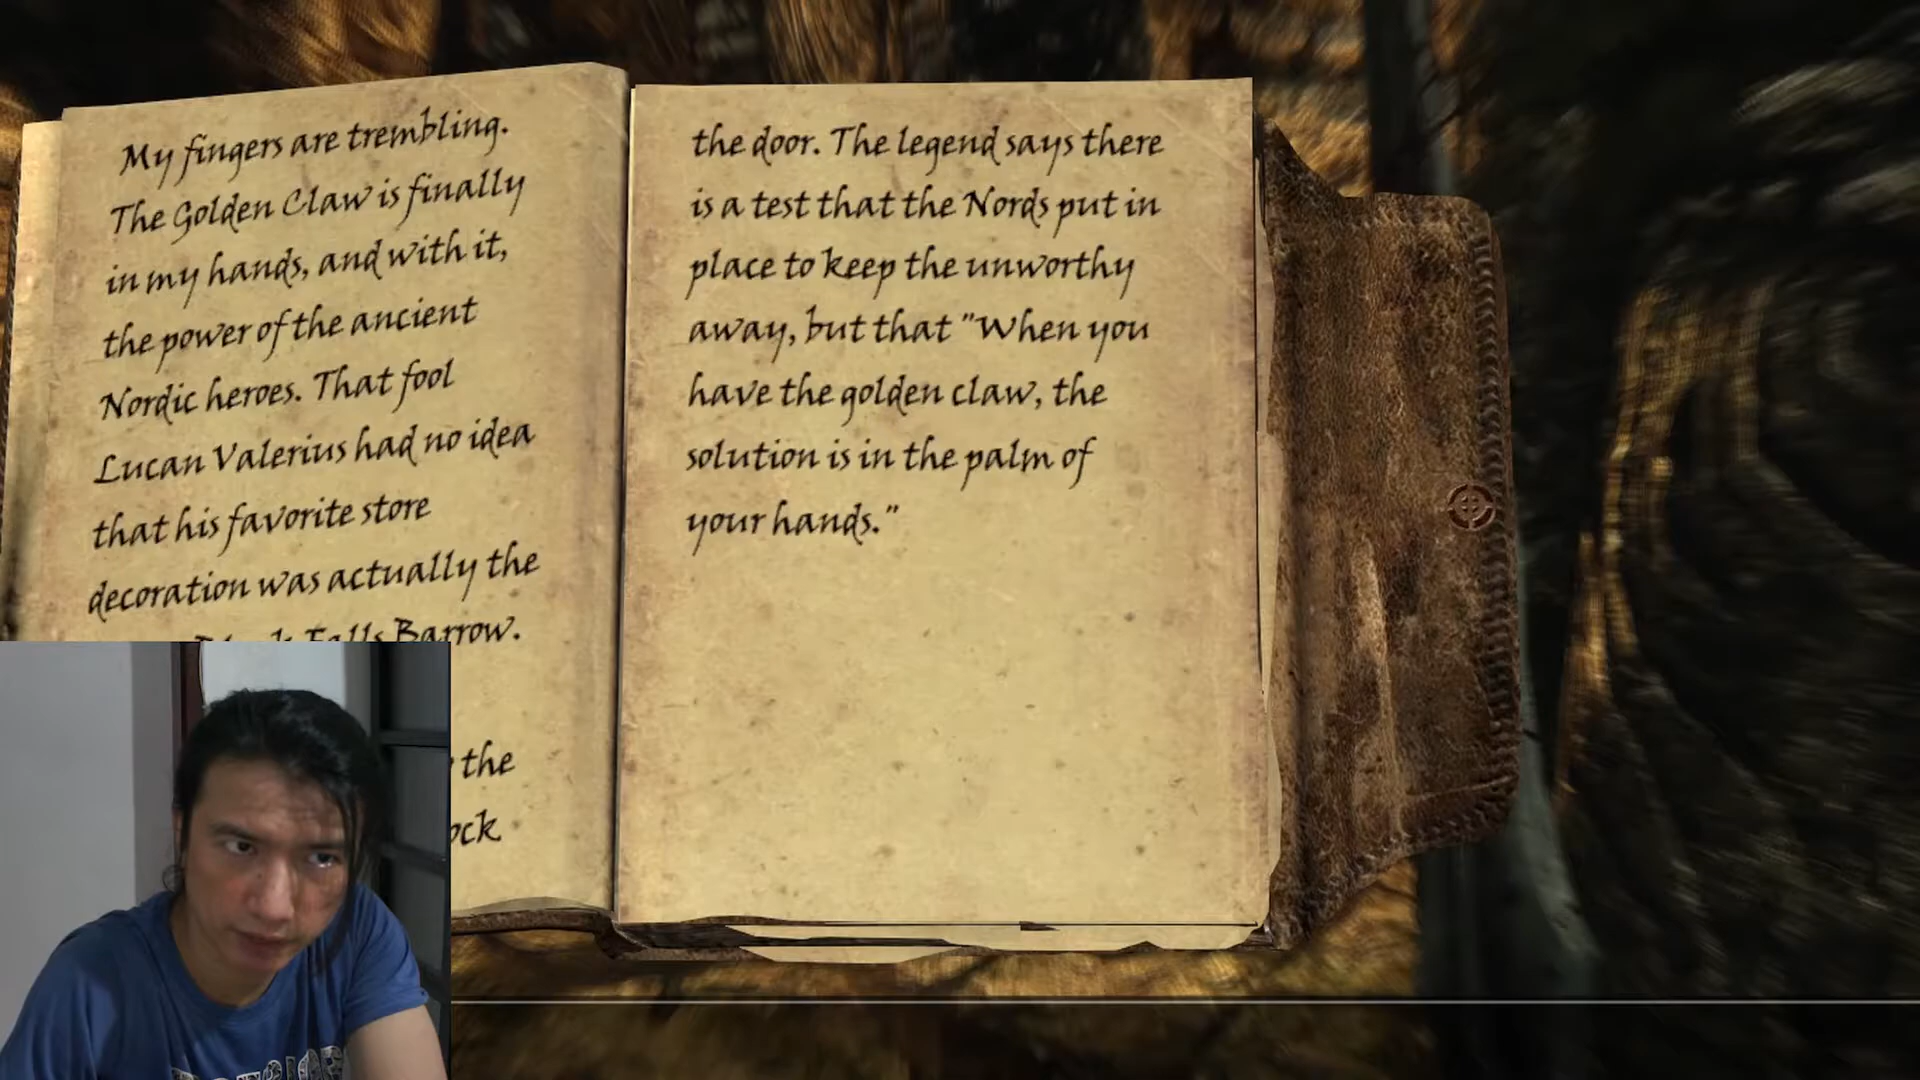 My fingers are trembling.
The Golden Claw is finally
in my hands, and with it,
the power of the ancient
Nordic heroes. That fool
Lucan Valerius had no idea
that his favorite store
decoration was actually the
Falls Barrow.
the
the door. The legend says there
is a test that the Nords put in
place to keep the unworthy
away, but that "When you
have the golden claw, the
solution is in the palm of
your hands."